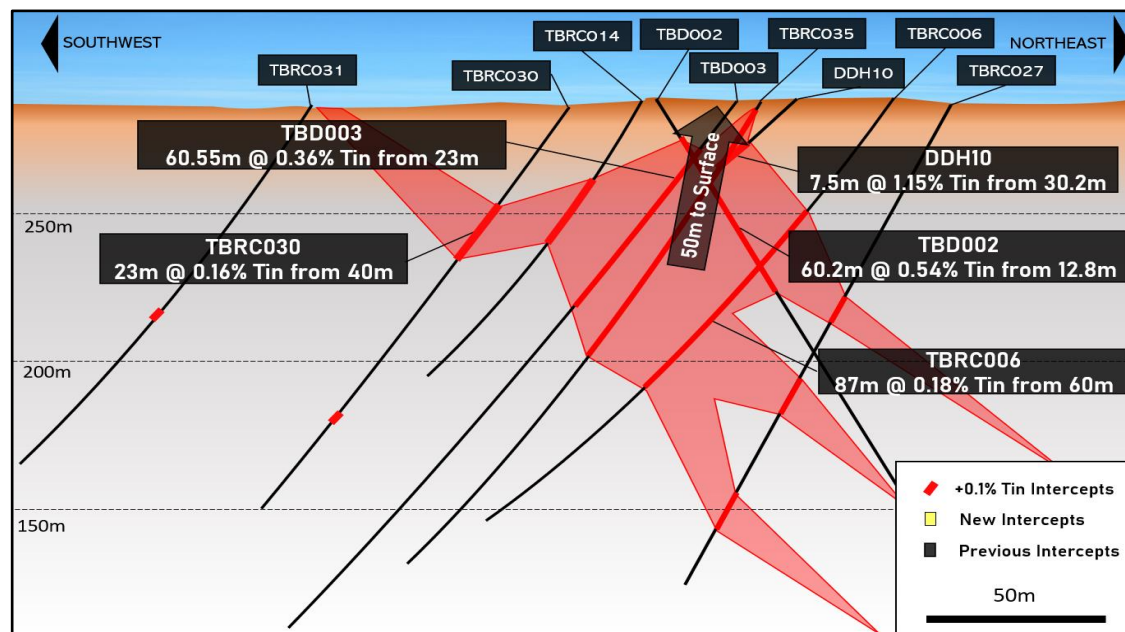 SOUTHWEST
NORTHEAST
TBRC031
TBRC030
TBRC014
TBD002
TBD003
TBRC035
DDH10
TBRC006
TBRC027
TBD003
60.55m @ 0.36% Tin from 23m
DDH10
7.5m @ 1.15% Tin from 30.2m
50m to Surface
250m
TBRC030
23m @ 0.16% Tin from 40m
TBD002
60.2m @ 0.54% Tin from 12.8m
200m
TBRC006
87m @ 0.18% Tin from 60m
150m
+0.1% Tin Intercepts
New Intercepts
Previous Intercepts
50m